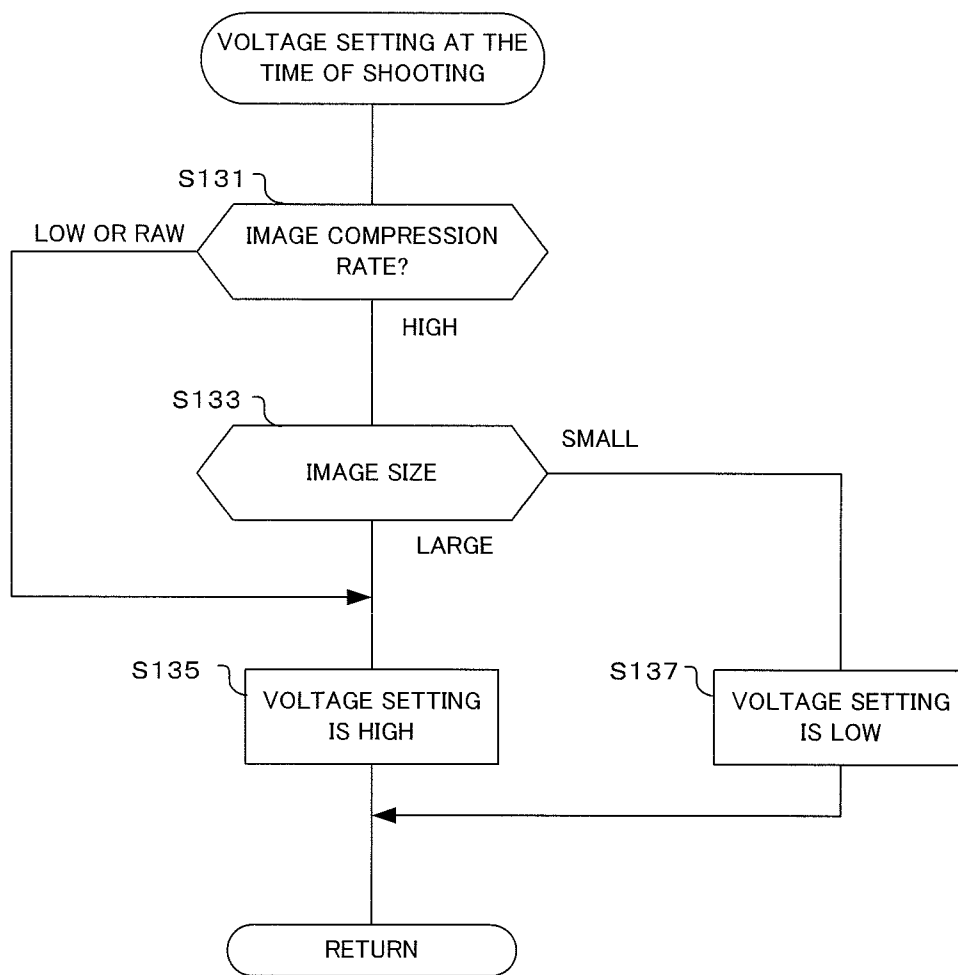 VOLTAGE SETTING AT THE
TIME OF SHOOTING
S131
LOW OR RAW
IMAGE COMPRESSION
RATE?
HIGH
S133
SMALL
IMAGE SIZE
LARGE
S135
VOLTAGE SETTING
IS HIGH
S137
VOLTAGE SETTING
IS LOW
RETURN